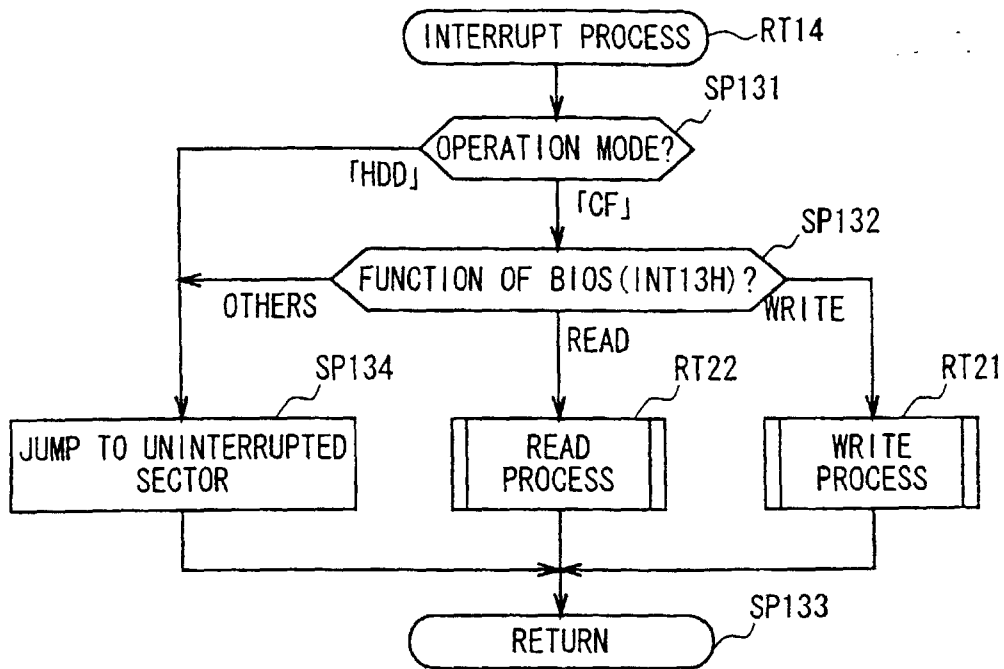 INTERRUPT PROCESS
RT14
SP131
OPERATION MODE?
「HDD」
「CF」
SP132
FUNCTION OF BIOS(INT13H)?
OTHERS
WRITE
READ
SP134
RT22
RT21
JUMP TO UNINTERRUPTED
SECTOR
READ
PROCESS
WRITE
PROCESS
SP133
RETURN